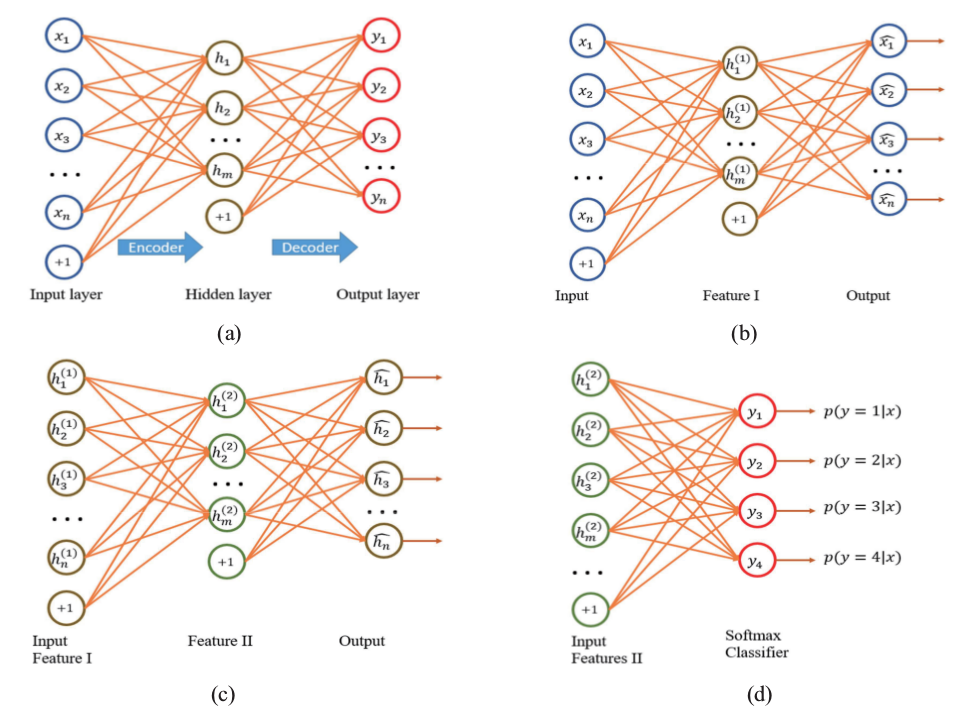 x₁
x₂
x₃
...
xₙ
+1
h₁
h₂
...
hₘ
+1
y₁
y₂
y₃
...
yₙ
Encoder
Decoder
Input layer
Hidden layer
Output layer
(a)
x₁
x₂
x₃
...
xₙ
+1
h₁⁽¹⁾
h₂⁽¹⁾
...
hₘ⁽¹⁾
+1
x̂₁
x̂₂
x̂₃
...
x̂ₙ
Input
Feature I
Output
(b)
h₁⁽¹⁾
h₂⁽¹⁾
h₃⁽¹⁾
...
hₙ⁽¹⁾
+1
h₁⁽²⁾
h₂⁽²⁾
...
hₘ⁽²⁾
+1
ĥ₁
ĥ₂
ĥ₃
...
ĥₙ
Input
Feature I
Feature II
Output
(c)
h₁⁽²⁾
h₂⁽²⁾
h₃⁽²⁾
hₘ⁽²⁾
...
+1
y₁
y₂
y₃
y₄
p(y = 1|x)
p(y = 2|x)
p(y = 3|x)
p(y = 4|x)
Input
Features II
Softmax
Classifier
(d)